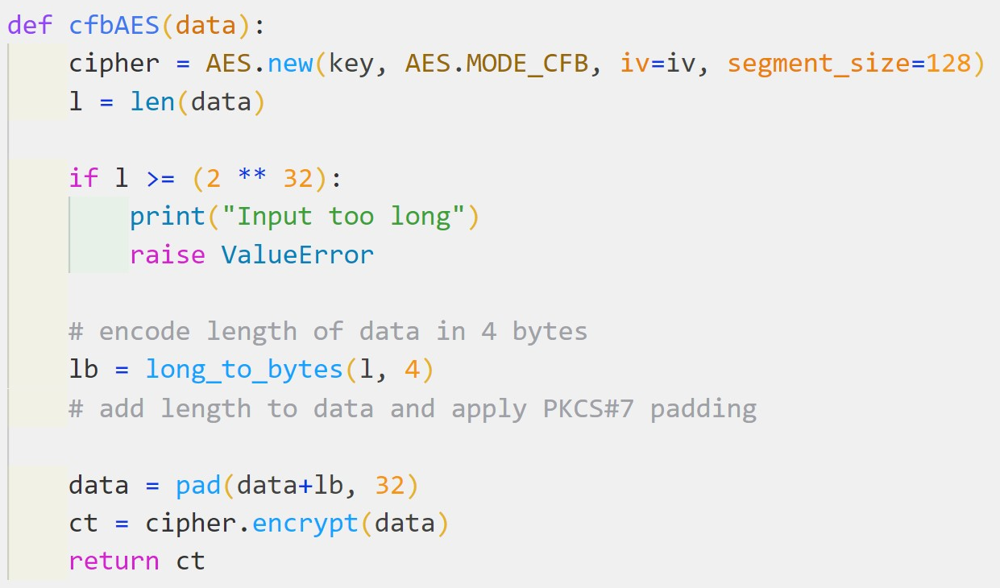 def cfbAES(data):
    cipher = AES.new(key, AES.MODE_CFB, iv=iv, segment_size=128)
    l = len(data)

    if l >= (2 ** 32):
        print("Input too long")
        raise ValueError

    # encode length of data in 4 bytes
    lb = long_to_bytes(l, 4)
    # add length to data and apply PKCS#7 padding

    data = pad(data+lb, 32)
    ct = cipher.encrypt(data)
    return ct